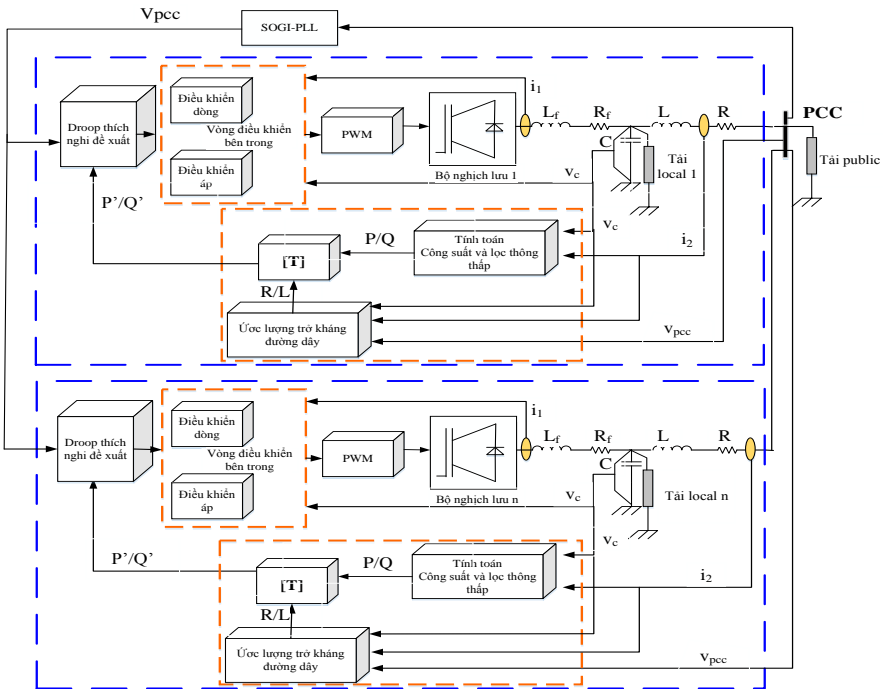 Vpcc
SOGI-PLL
Droop thích
nghi đề xuất
Điều khiển
dòng
Vòng điều khiển
bên trong
Điều khiển
áp
PWM
Bộ nghịch lưu 1
i1
Lf
Rf
L
R
PCC
C
Tải
local 1
Tải public
vc
vc
P'/Q'
[T]
P/Q
Tính toán
Công suất và lọc thông
thấp
i2
R/L
Ước lượng trở kháng
đường dây
vpcc
Droop thích
nghi đề xuất
Điều khiển
dòng
Vòng điều khiển
bên trong
Điều khiển
áp
PWM
Bộ nghịch lưu n
i1
Lf
Rf
L
R
C
Tải local n
vc
vc
P'/Q'
[T]
P/Q
Tính toán
Công suất và lọc thông
thấp
i2
R/L
Ước lượng trở kháng
đường dây
vpcc